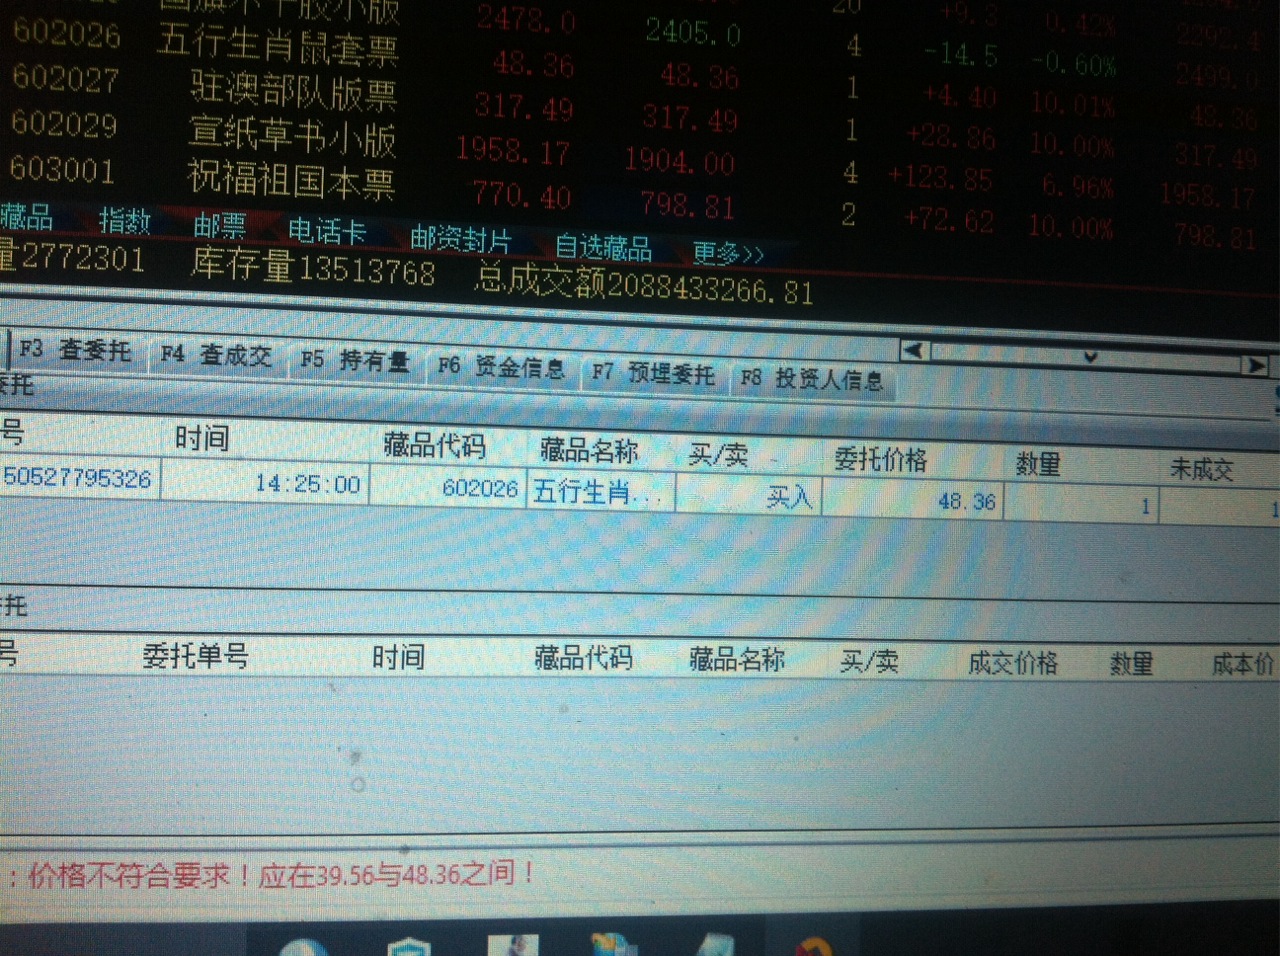 20 +9.3 0.42% 2292.4
小版 2478.0 2405.0 4 -14.5 -0.60% 2499.0
602026 五行生肖鼠套票 48.36 48.36 1 +4.40 10.01% 48.36
602027 驻澳部队版票 317.49 317.49 1 +28.86 10.00% 317.49
602029 宣纸草书小版 1958.17 1904.00 4 +123.85 6.96% 1958.17
603001 祝福祖国本票 770.40 798.81 2 +72.62 10.00% 798.81
藏品 指数 邮票 电话卡 邮资封片 自选藏品 更多>>
量2772301 库存量13513768 总成交额2088433266.81
F3 查委托 F4 查成交 F5 持有量 F6 资金信息 F7 预埋委托 F8 投资人信息
委托
号 时间 藏品代码 藏品名称 买/卖 委托价格 数量 未成交
50527795326 14:25:00 602026 五行生肖... 买入 48.36 1 1
托
号 委托单号 时间 藏品代码 藏品名称 买/卖 成交价格 数量 成本价
：价格不符合要求！应在39.56与48.36之间！